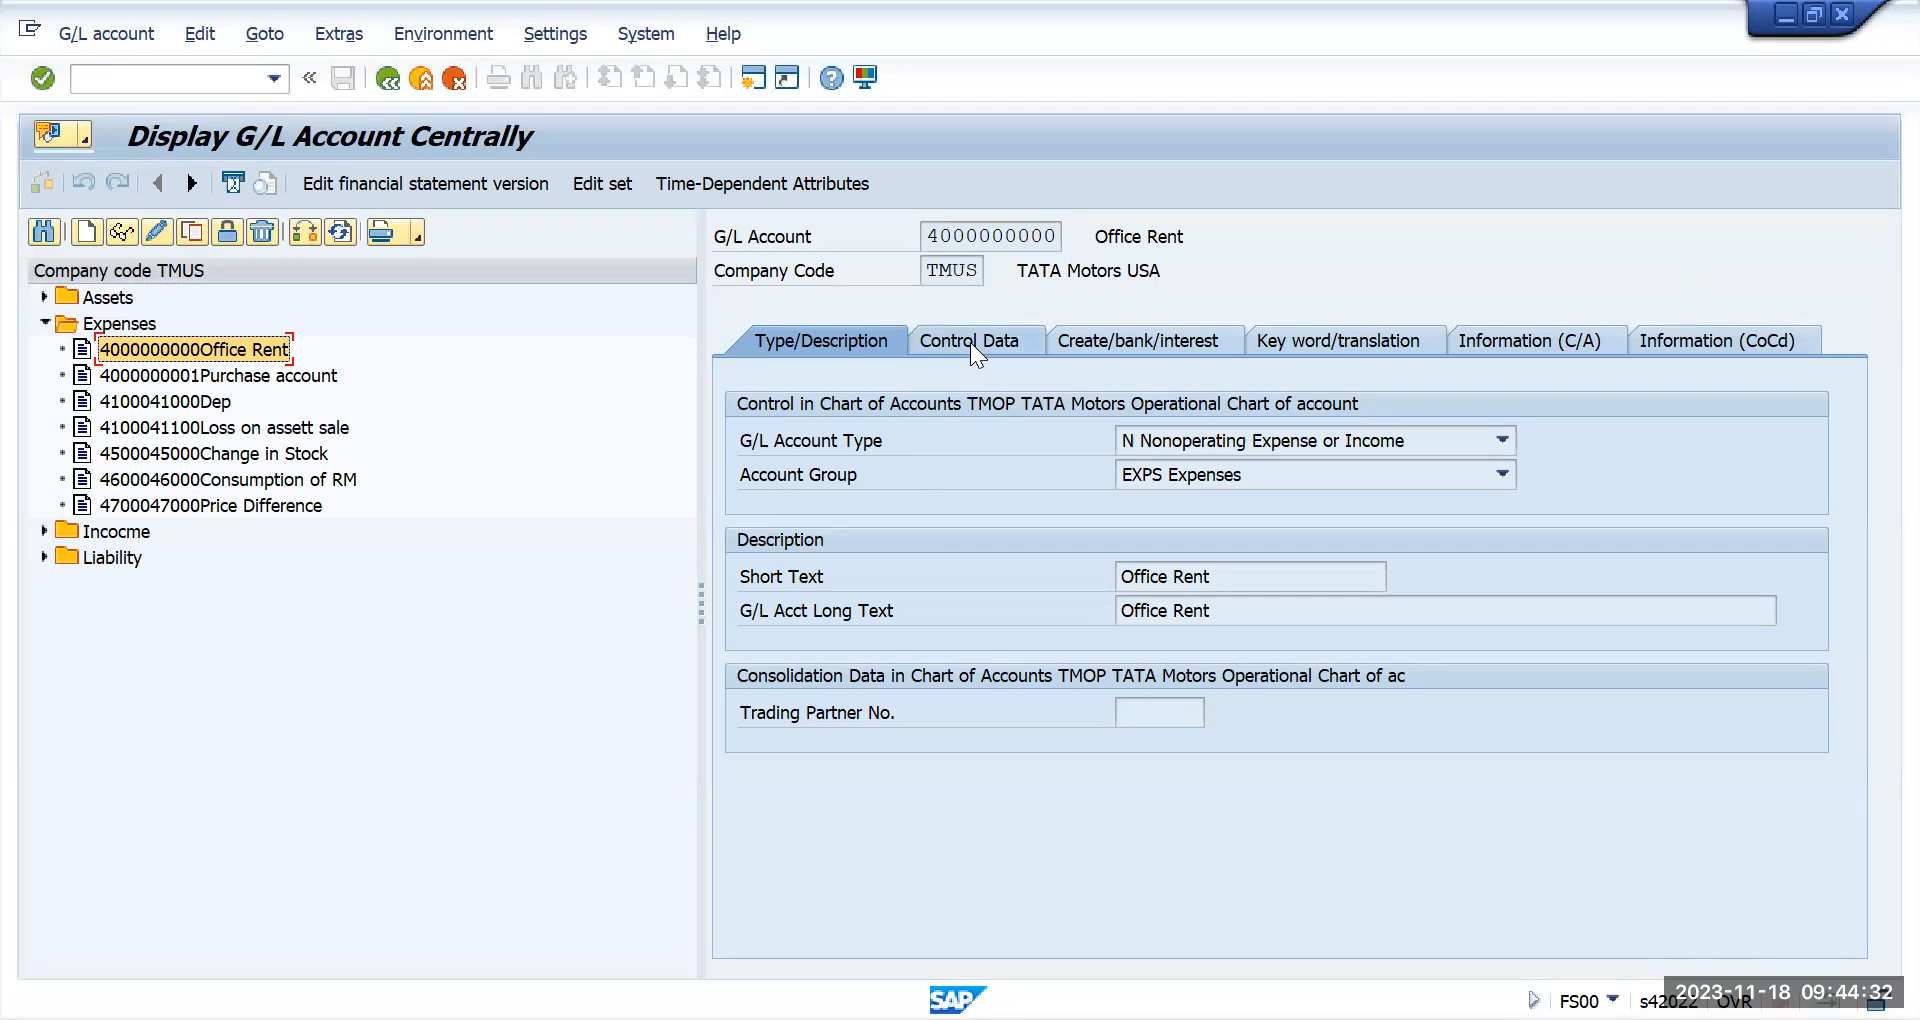 G/L account Edit Goto Extras Environment Settings System Help
Display G/L Account Centrally
Edit financial statement version Edit set Time-Dependent Attributes
Company code TMUS
Assets
Expenses
4000000000Office Rent
4000000001Purchase account
4100041000Dep
4100041100Loss on assett sale
4500045000Change in Stock
4600046000Consumption of RM
4700047000Price Difference
Incocme
Liability
G/L Account 4000000000 Office Rent
Company Code TMUS TATA Motors USA
Type/Description Control Data Create/bank/interest Key word/translation Information (C/A) Information (CoCd)
Control in Chart of Accounts TMOP TATA Motors Operational Chart of account
G/L Account Type N Nonoperating Expense or Income
Account Group EXPS Expenses
Description
Short Text Office Rent
G/L Acct Long Text Office Rent
Consolidation Data in Chart of Accounts TMOP TATA Motors Operational Chart of ac
Trading Partner No.
SAP
FS00 s42022 OVR
2023-11-18 09:44:32